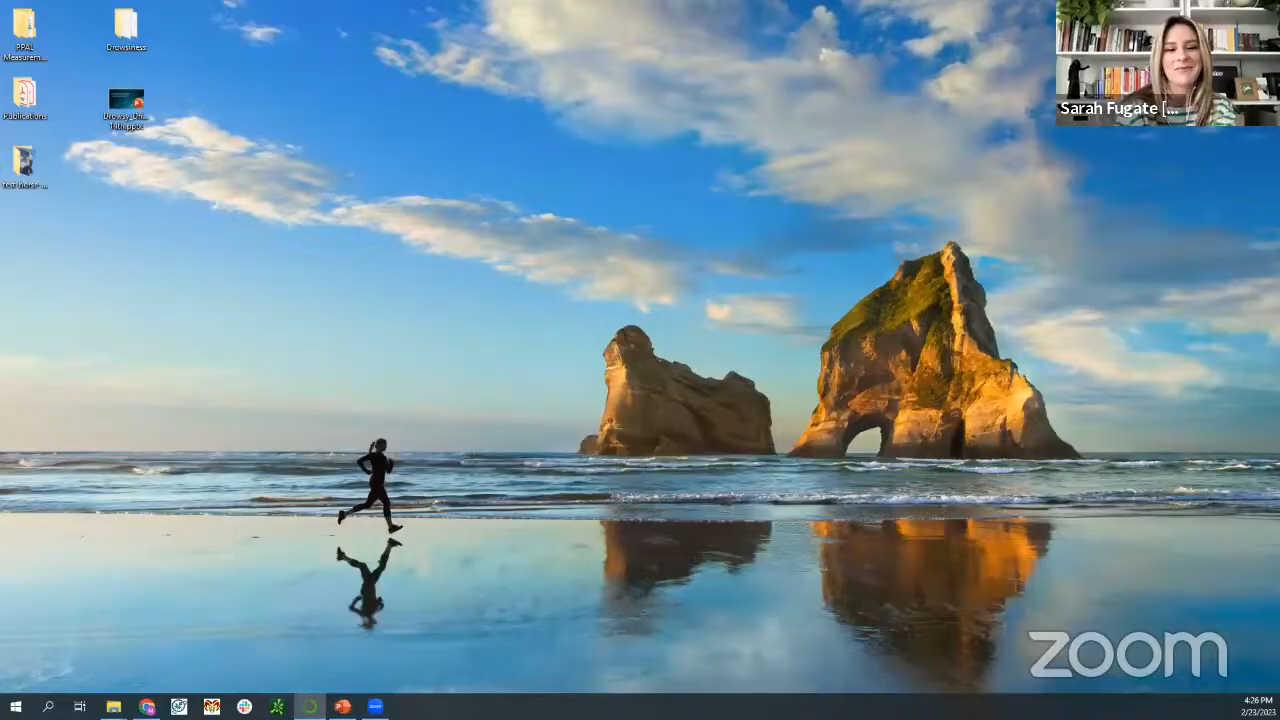 PPAL
Measurem...
Drowsiness
Publications
Sarah Fugate [...
zoom
4:26 PM
2/23/2023